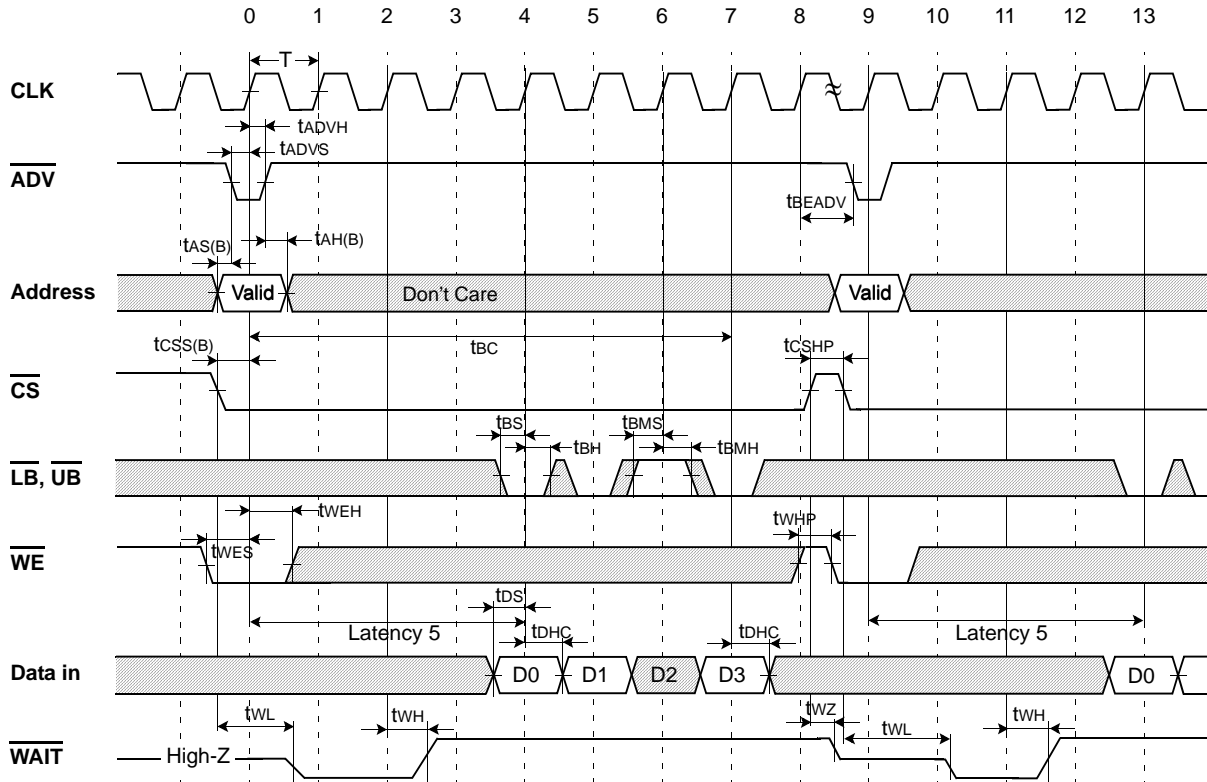 0 1 2 3 4 5 6 7 8 9 10 11 12 13
T
CLK
tADVH
tADVS
ADV
tBEADV
tAS(B) tAH(B)
Address Valid Don't Care Valid
tCSS(B) tBC tCSHP
CS
tBS tBMS
tBH tBMH
LB, UB
tWEH tWHP
tWES
WE
tDS
Latency 5 tDHC tDHC Latency 5
Data in D0 D1 D2 D3 D0
tWL tWH tWZ tWL tWH
WAIT High-Z